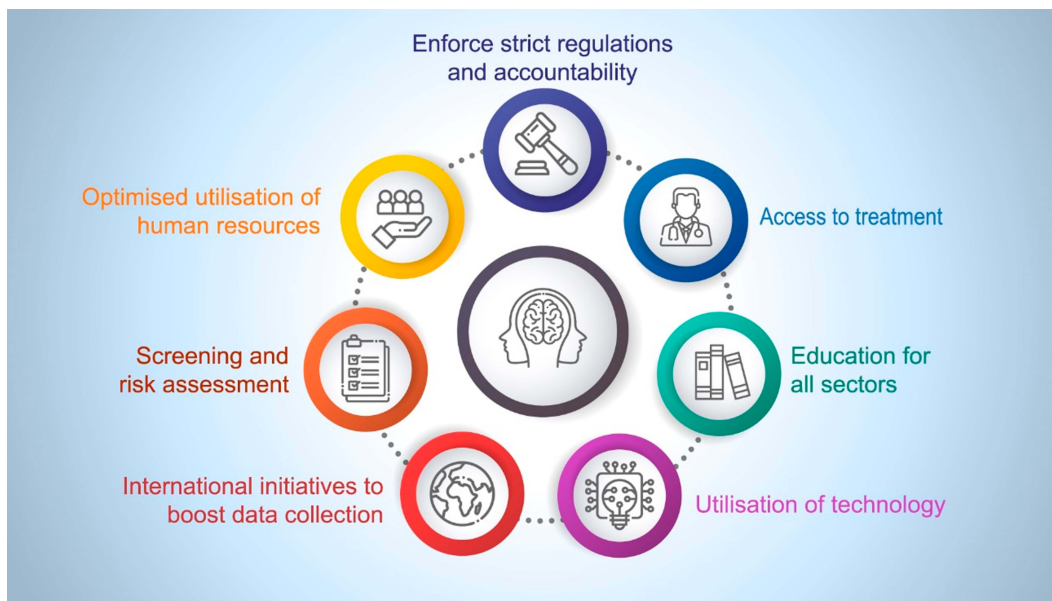 Enforce strict regulations
and accountability
Access to treatment
Education for
all sectors
Utilisation of technology
International initiatives to
boost data collection
Screening and
risk assessment
Optimised utilisation of
human resources